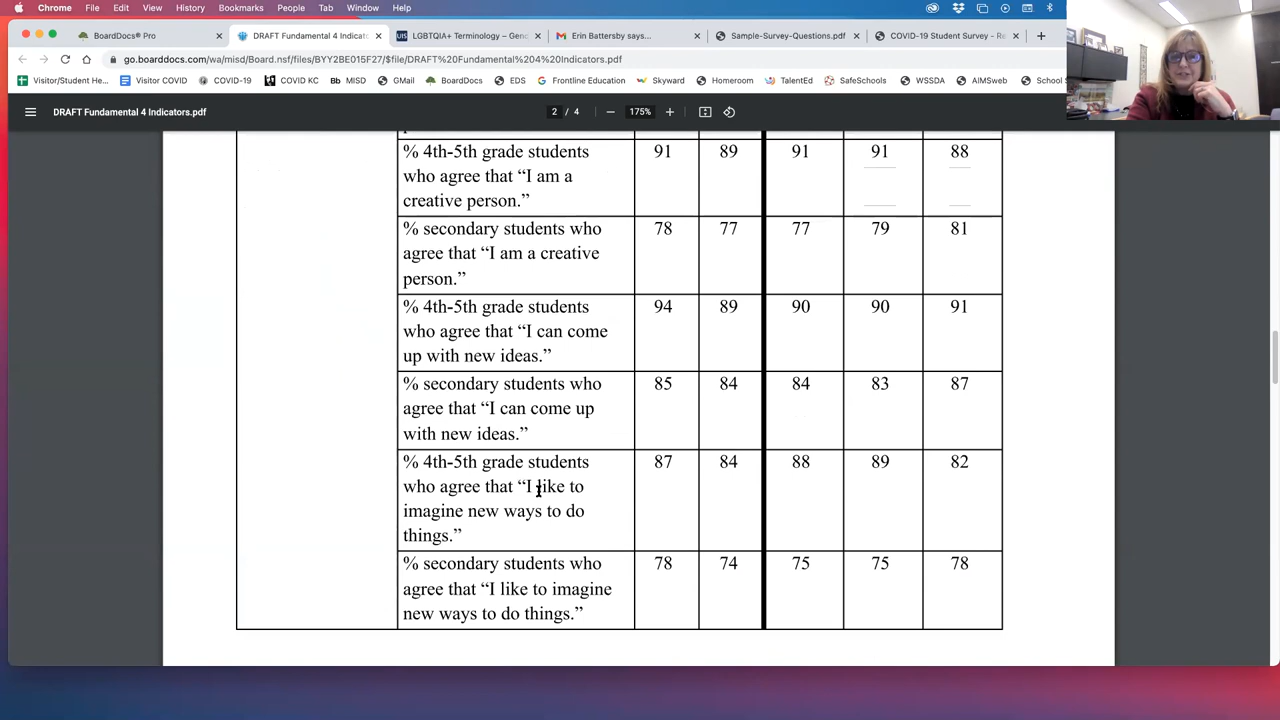 Chrome File Edit View History Bookmarks People Tab Window Help
BoardDocs® Pro
DRAFT Fundamental 4 Indicat
LGBTQIA+ Terminology – Gen
Erin Battersby says...
Sample-Survey-Questions.pdf
COVID-19 Student Survey - Re
go.boarddocs.com/wa/misd/Board.nsf/files/BYY2BE015F27/$file/DRAFT%20Fundamental%204%20Indicators.pdf
Visitor/Student He... Visitor COVID COVID-19 COVID KC Bb MISD GMail BoardDocs EDS Frontline Education Skyward Homeroom TalentEd SafeSchools WSSDA AIMSweb School
DRAFT Fundamental 4 Indicators.pdf 2 / 4 175%
% 4th-5th grade students 91 89 91 91 88
who agree that “I am a
creative person.”
% secondary students who 78 77 77 79 81
agree that “I am a creative
person.”
% 4th-5th grade students 94 89 90 90 91
who agree that “I can come
up with new ideas.”
% secondary students who 85 84 84 83 87
agree that “I can come up
with new ideas.”
% 4th-5th grade students 87 84 88 89 82
who agree that “I like to
imagine new ways to do
things.”
% secondary students who 78 74 75 75 78
agree that “I like to imagine
new ways to do things.”